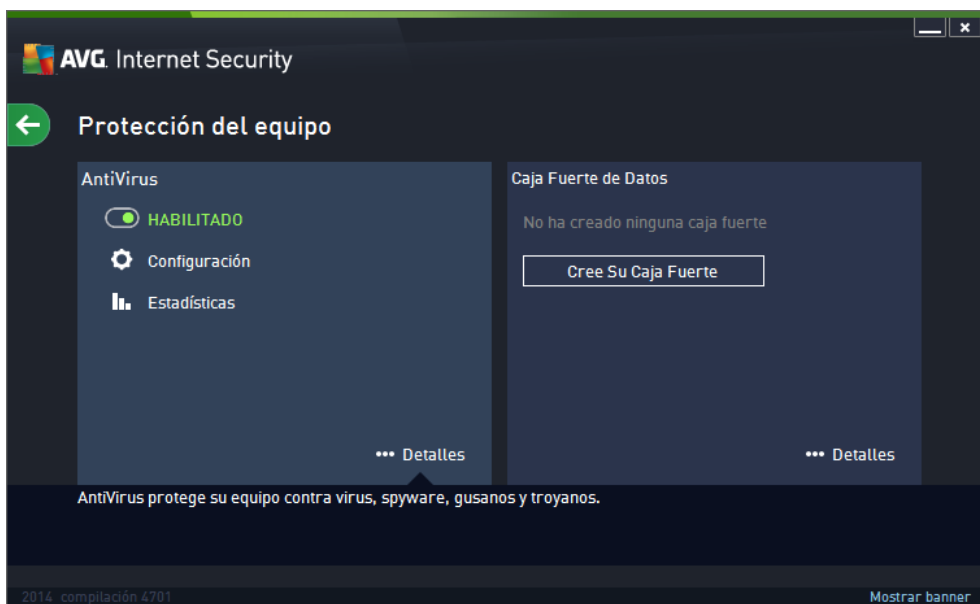 AVG. Internet Security
Protección del equipo
AntiVirus
HABILITADO
Configuración
Estadísticas
••• Detalles
Caja Fuerte de Datos
No ha creado ninguna caja fuerte
Cree Su Caja Fuerte
••• Detalles
AntiVirus protege su equipo contra virus, spyware, gusanos y troyanos.
2014 compilación 4701
Mostrar banner